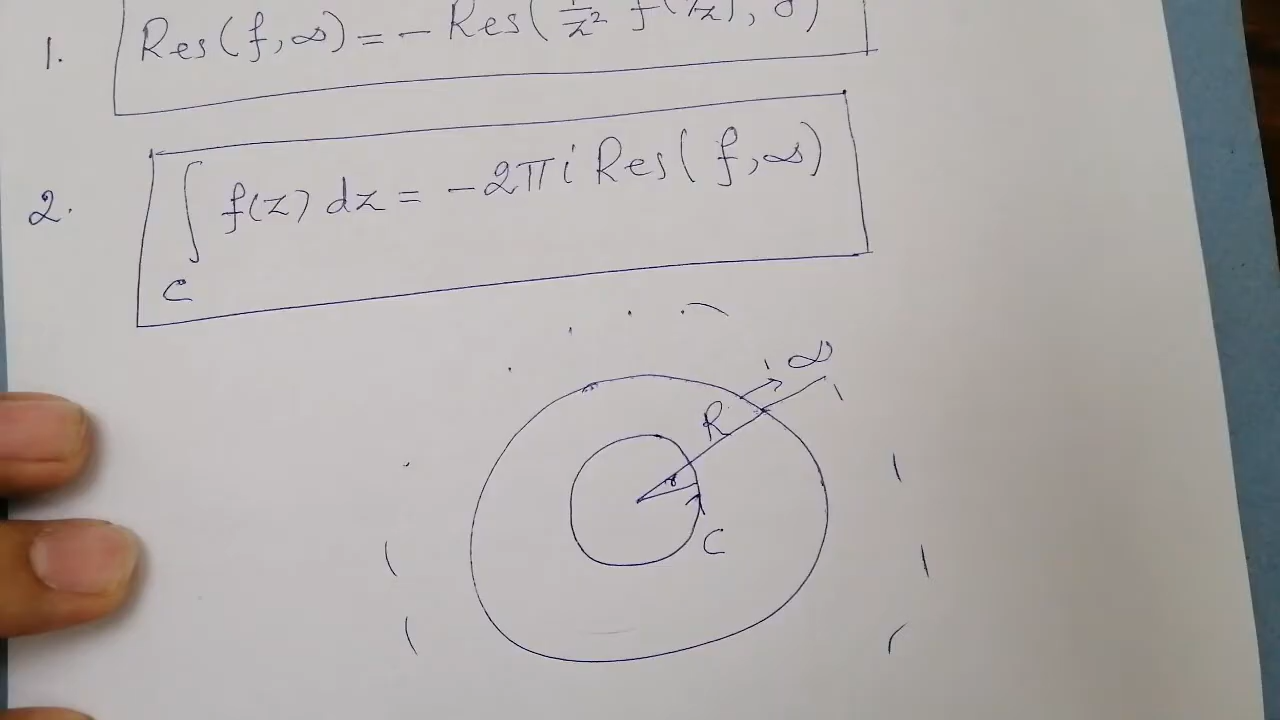 1. Res(f,∞) = - Res(1/z² f(1/z), 0)
2. ∫_C f(z) dz = -2πi Res(f,∞)
∞
R
r
C